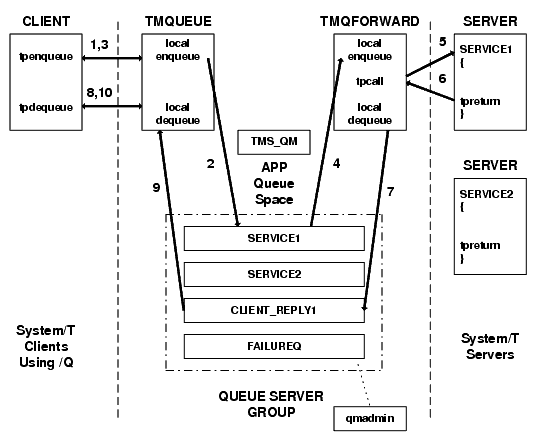 CLIENT
TMQUEUE
TMQFORWARD
SERVER
tpenqueue
tpdequeue
1,3
8,10
local
enqueue
local
dequeue
local
enqueue
tpcall
local
dequeue
5
6
SERVICE1
{
tpreturn
}
TMS_QM
2
9
4
7
APP
Queue
Space
SERVER
SERVICE2
{
tpreturn
}
SERVICE1
SERVICE2
CLIENT_REPLY1
FAILUREQ
System/T
Clients
Using /Q
System/T
Servers
QUEUE SERVER
GROUP
qmadmin